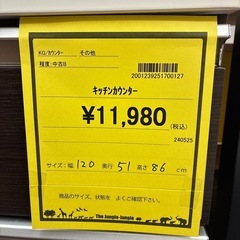 KG/カウンター その他
程度:中古B
2001239251700127
キッチンカウンター
¥11,980
(税込)
240525
サイズ:幅 120 奥行 51 高さ 86 cm
商品のサイズ、状態を よくご確認下さい。
The Jungle-Jungle